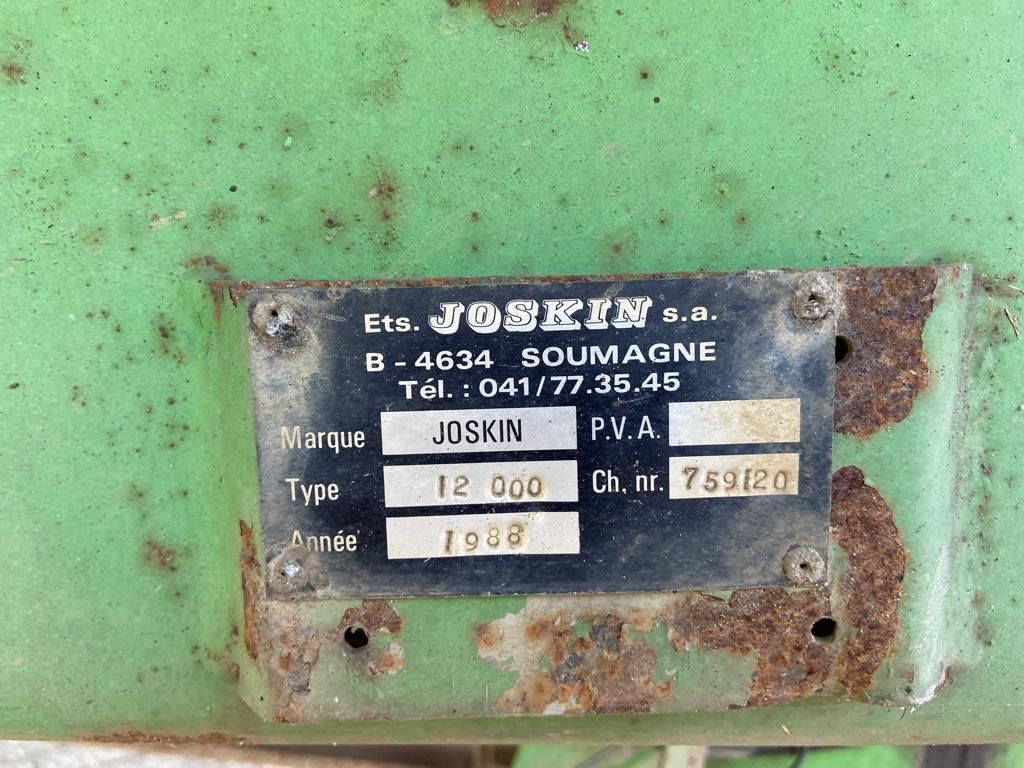 Ets. JOSKIN s.a.
B - 4634 SOUMAGNE
Tél. : 041/77.35.45
Marque JOSKIN P.V.A.
Type 12 000 Ch. nr. 759120
Année 1988